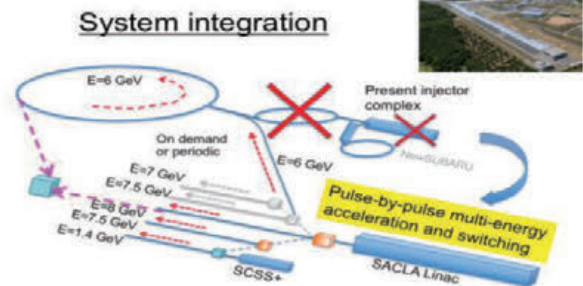 System integration
E=6 GeV
Present injector
complex
On demand
or periodic
E=6 GeV
NewSUBARU
E=7 GeV
E=7.5 GeV
E=8 GeV
E=7.5 GeV
E=1.4 GeV
Pulse-by-pulse multi-energy
acceleration and switching
SCSS+
SACLA Linac